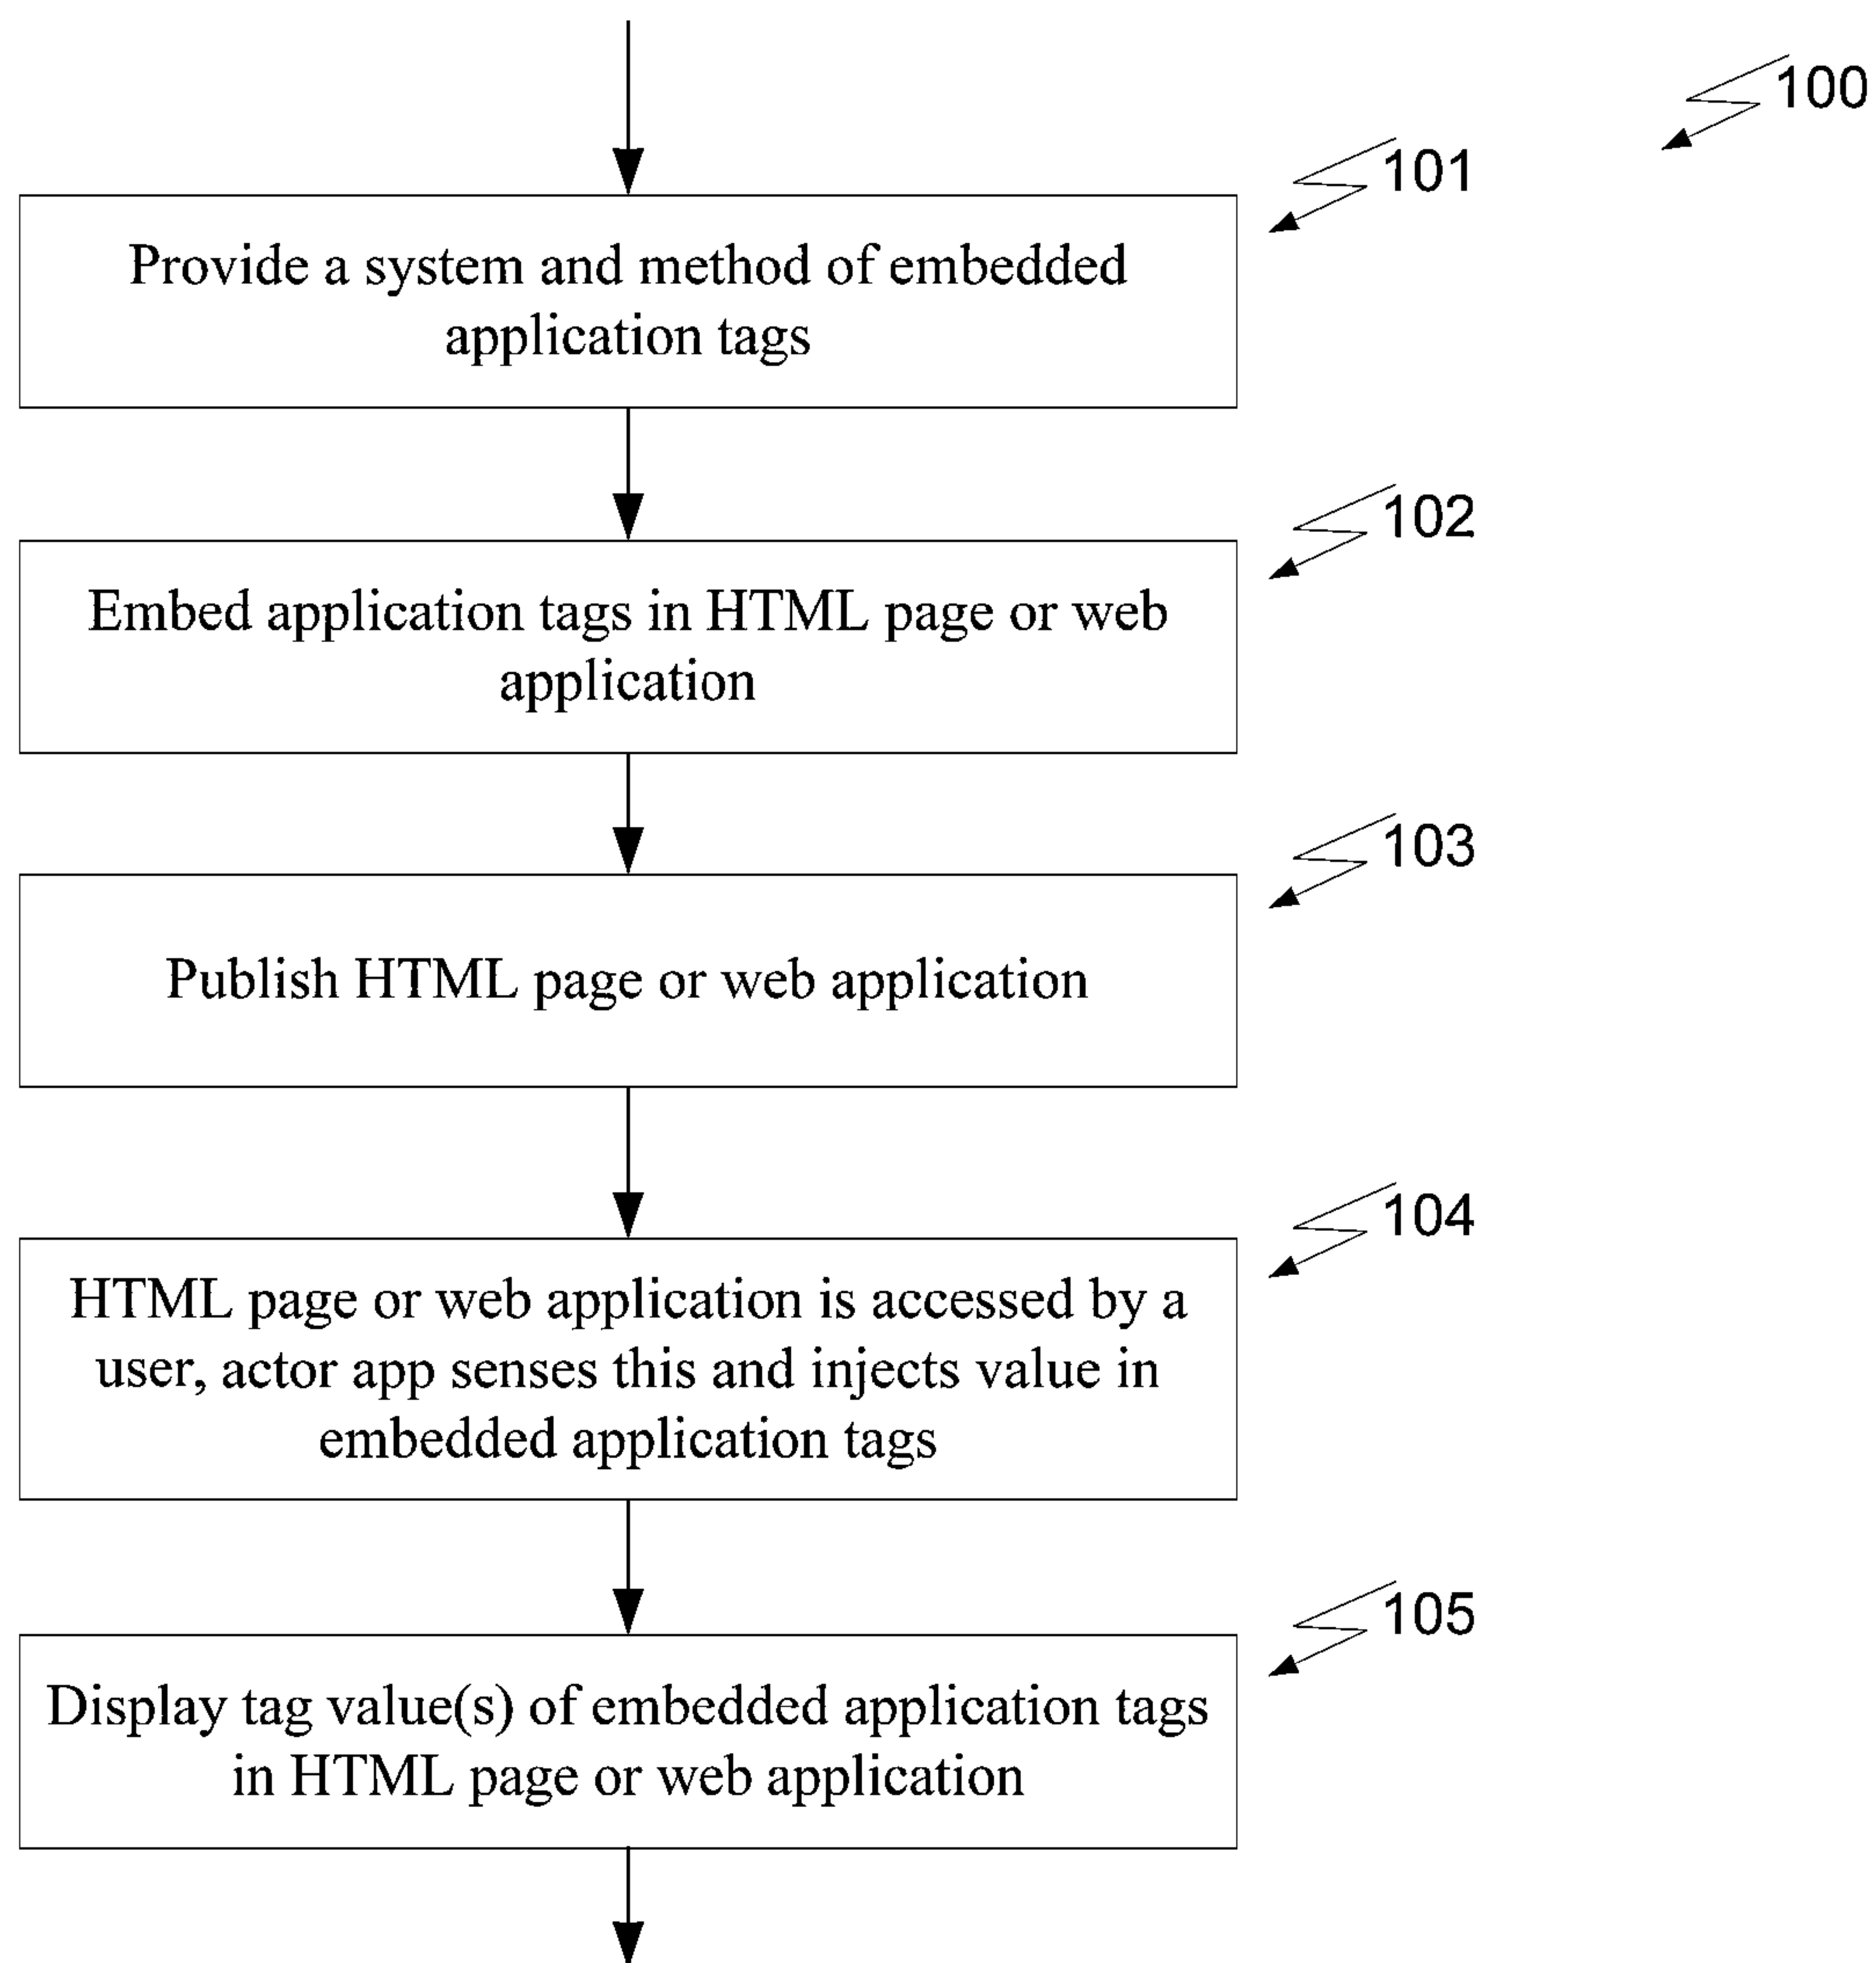 100
101
Provide a system and method of embedded
application tags
102
Embed application tags in HTML page or web
application
103
Publish HTML page or web application
104
HTML page or web application is accessed by a
user, actor app senses this and injects value in
embedded application tags
105
Display tag value(s) of embedded application tags
in HTML page or web application